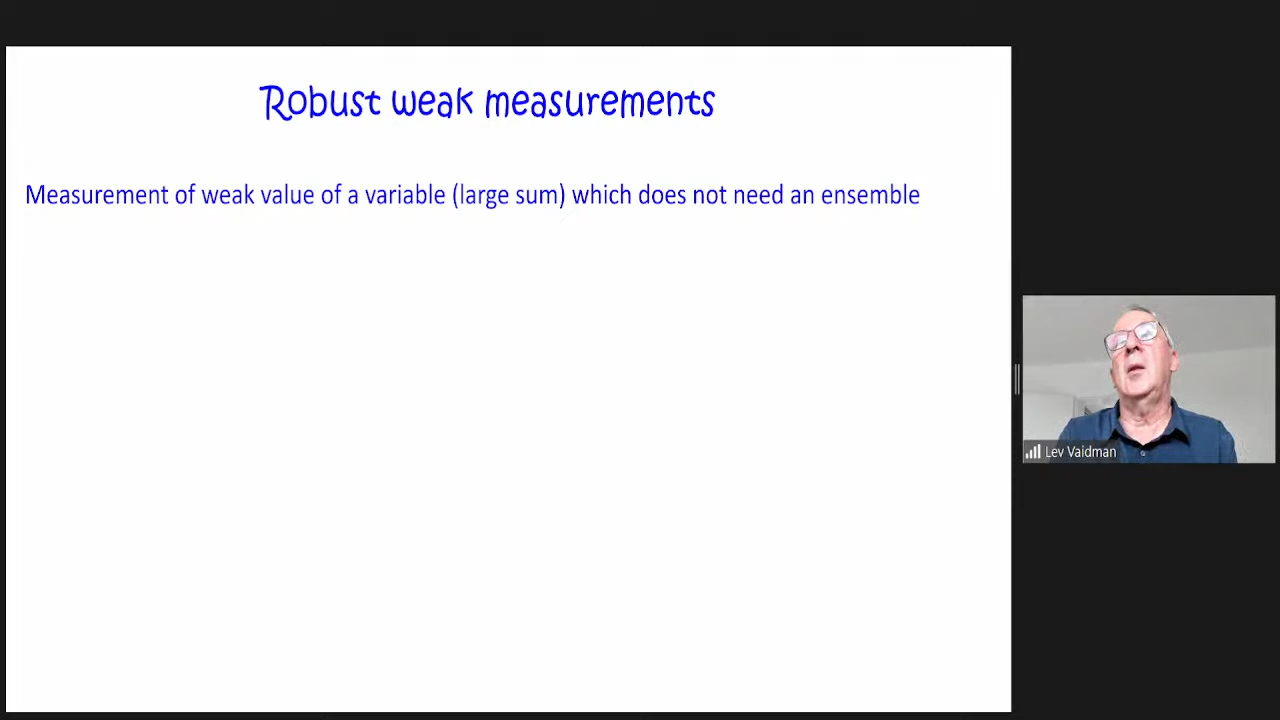 Robust weak measurements
Measurement of weak value of a variable (large sum) which does not need an ensemble
Lev Vaidman